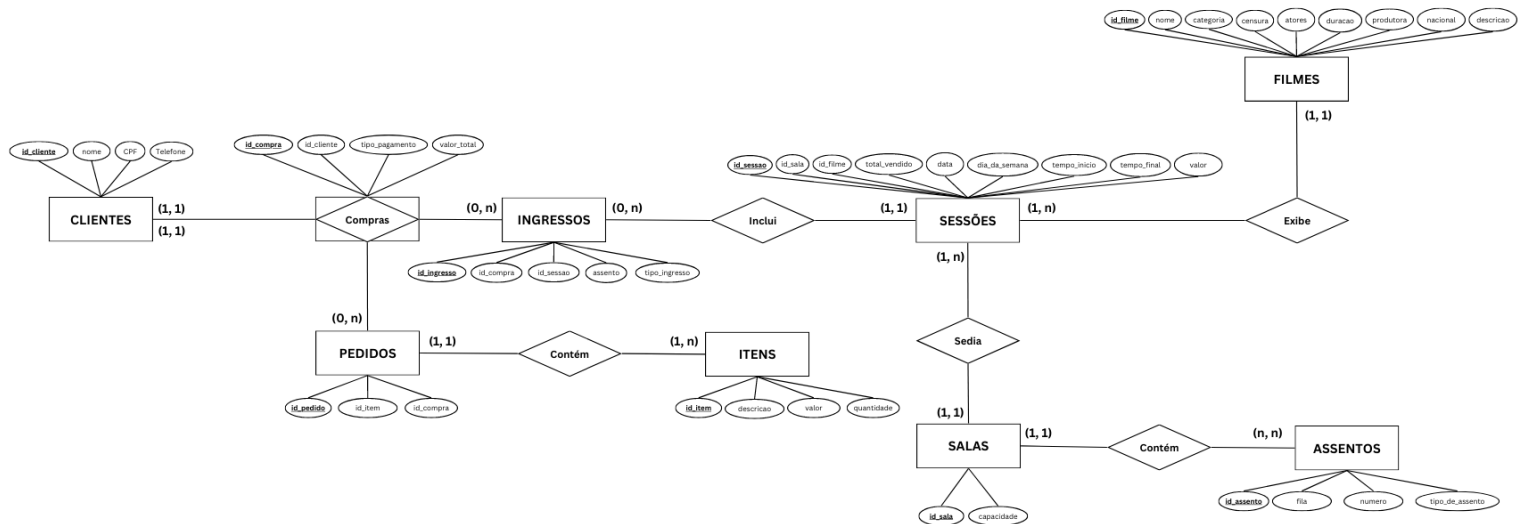 id_filme nome categoria censura atores duracao produtora nacional descricao
FILMES
(1, 1)
id_cliente nome CPF Telefone
CLIENTES
(1, 1)
(1, 1)
id_compra id_cliente tipo_pagamento valor_total
Compras
(0, n)
INGRESSOS
(0, n)
id_ingresso id_compra id_sessao assento tipo_ingresso
Inclui
id_sessao id_sala id_filme total_vendido data dia_da_semana tempo_inicio tempo_final valor
(1, 1)
SESSÕES
(1, n)
Exibe
(1, n)
(0, n)
PEDIDOS
(1, 1)
id_pedido id_item id_compra
Contém
(1, n)
ITENS
id_item descricao valor quantidade
Sedia
(1, 1)
SALAS
(1, 1)
id_sala capacidade
Contém
(n, n)
ASSENTOS
id_assento fila numero tipo_de_assento